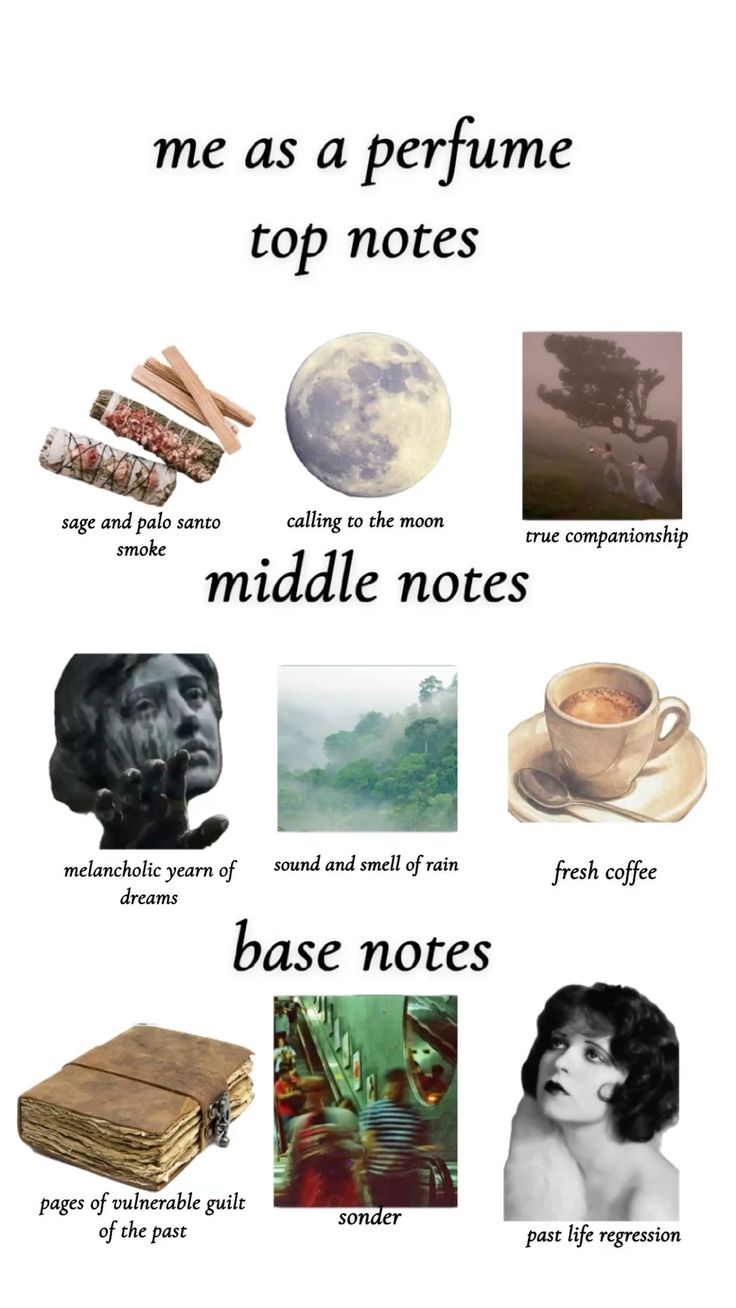 me as a perfume
top notes
sage and palo santo
smoke
calling to the moon
true companionship
middle notes
melancholic yearn of
dreams
sound and smell of rain
fresh coffee
base notes
pages of vulnerable guilt
of the past
sonder
past life regression